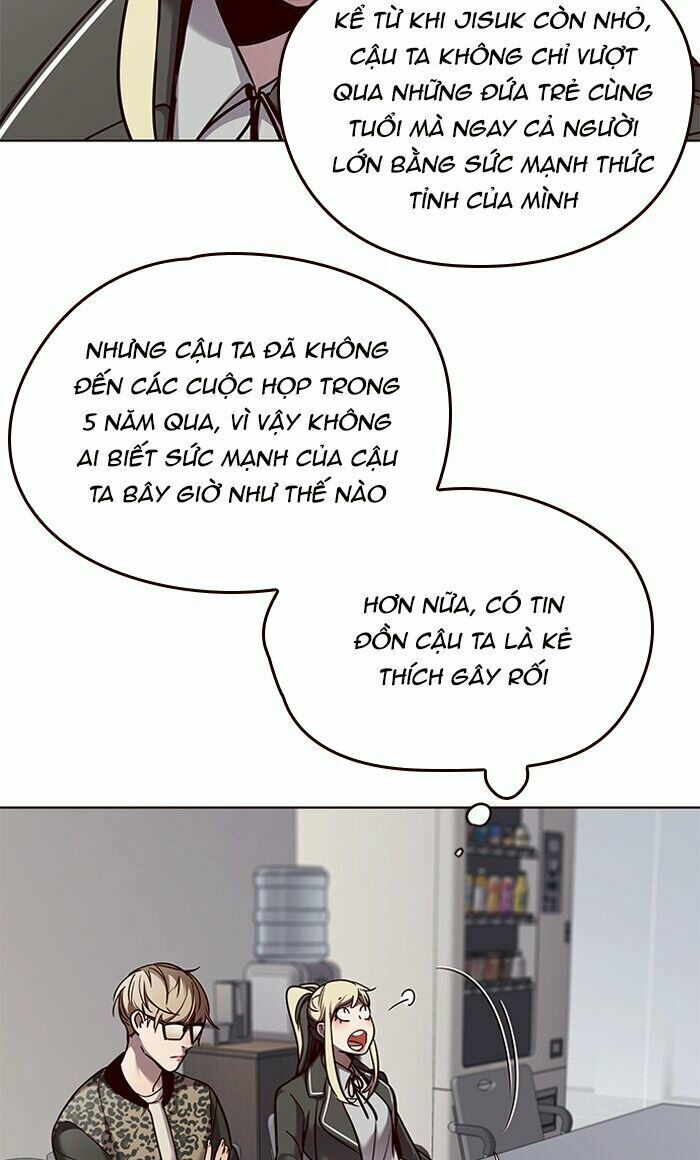 KỂ TỪ KHI JISUK CÒN NHỎ,
CẬU TA KHÔNG CHỈ VƯỢT
QUA NHỮNG ĐỨA TRẺ CÙNG
TUỔI MÀ NGAY CẢ NGƯỜI
LỚN BẰNG SỨC MẠNH THỨC
TỈNH CỦA MÌNH
NHƯNG CẬU TA ĐÃ KHÔNG
ĐẾN CÁC CUỘC HỌP TRONG
5 NĂM QUA, VÌ VẬY KHÔNG
AI BIẾT SỨC MẠNH CỦA CẬU
TA BÂY GIỜ NHƯ THẾ NÀO
HƠN NỮA, CÓ TIN
ĐỒN CẬU TA LÀ KẺ
THÍCH GÂY RỐI